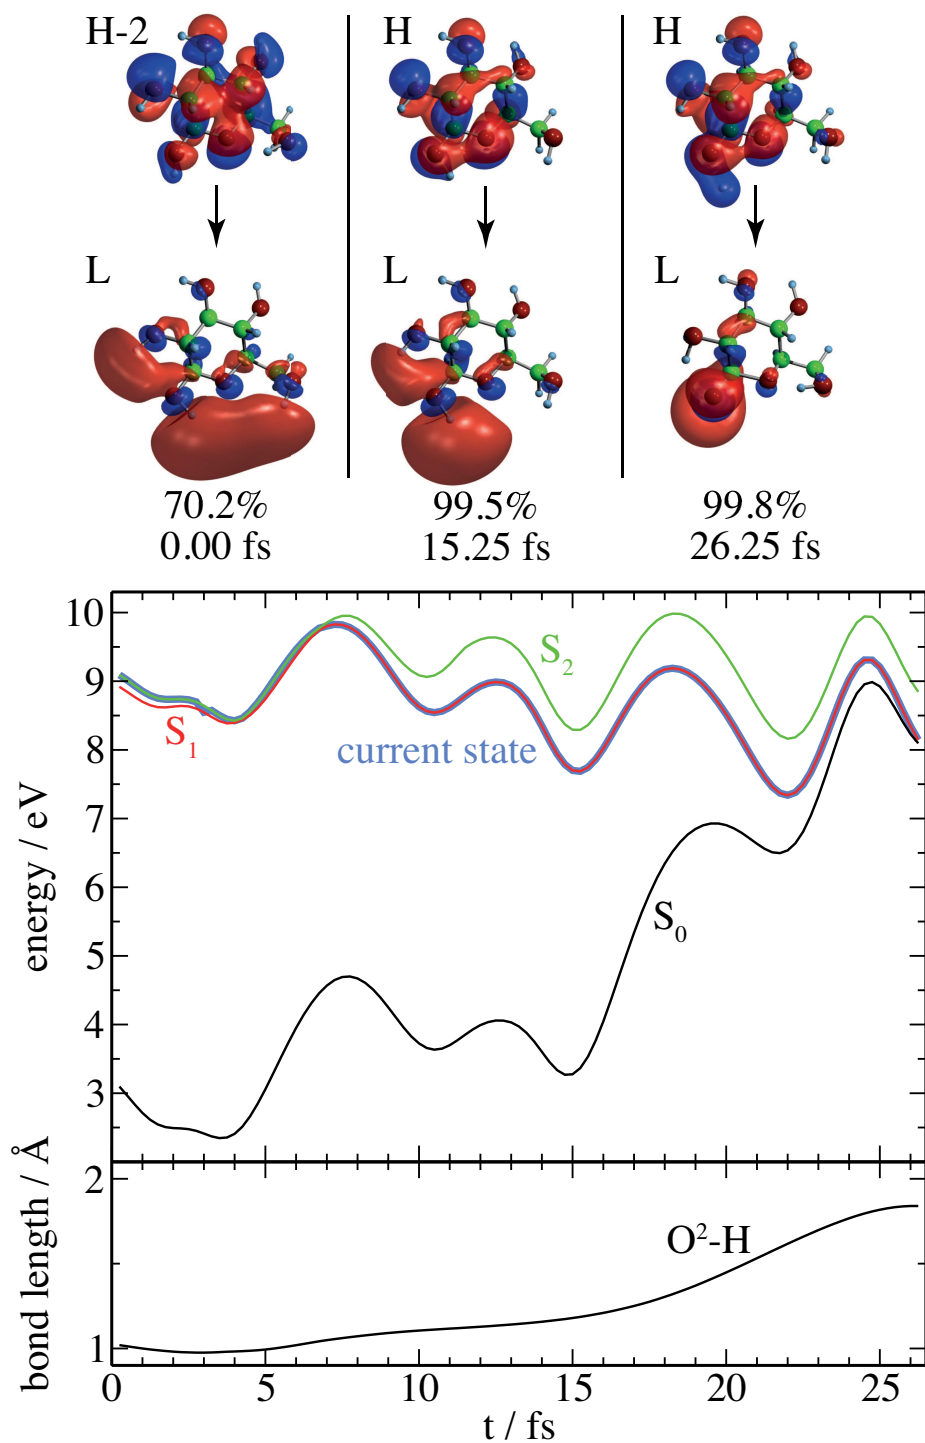 H-2
H
H
L
L
L
70.2%
99.5%
99.8%
0.00 fs
15.25 fs
26.25 fs
10
9
8
7
6
5
4
3
energy / eV
S₂
S₁
current state
S₀
2
1
bond length / Å
O²-H
0
5
10
15
20
25
t / fs